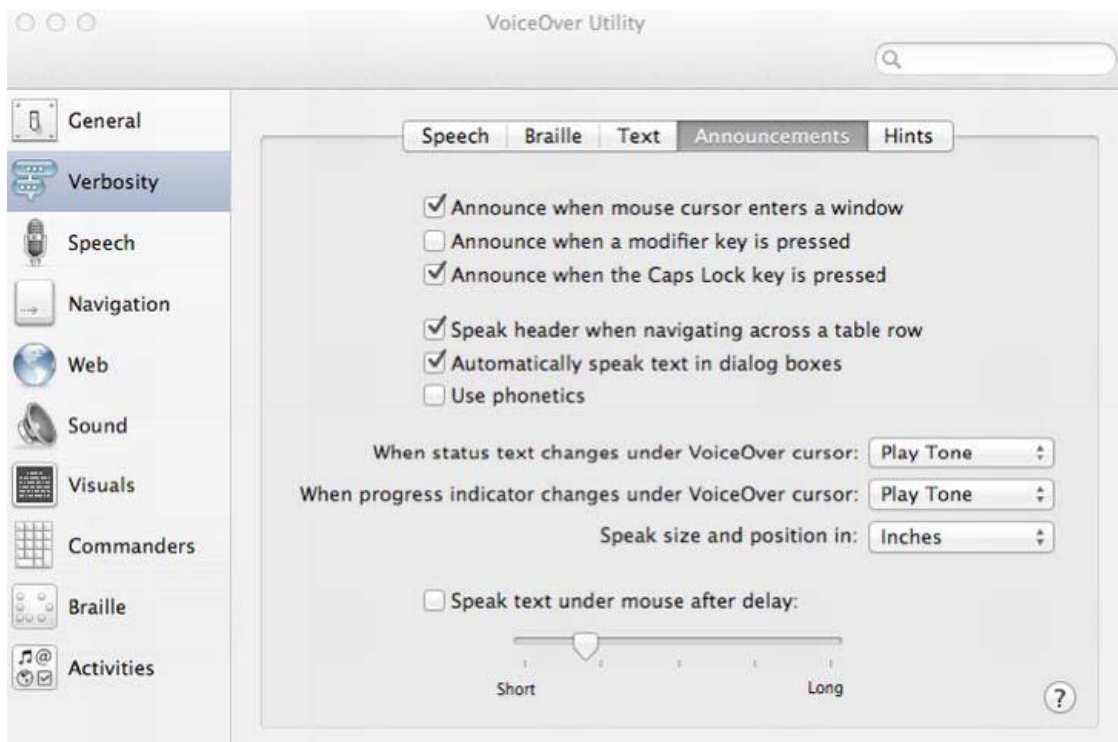 VoiceOver Utility
General
Verbosity
Speech
Navigation
Web
Sound
Visuals
Commanders
Braille
Activities
Speech Braille Text Announcements Hints
Announce when mouse cursor enters a window
Announce when a modifier key is pressed
Announce when the Caps Lock key is pressed
Speak header when navigating across a table row
Automatically speak text in dialog boxes
Use phonetics
When status text changes under VoiceOver cursor: Play Tone
When progress indicator changes under VoiceOver cursor: Play Tone
Speak size and position in: Inches
Speak text under mouse after delay:
Short Long
?